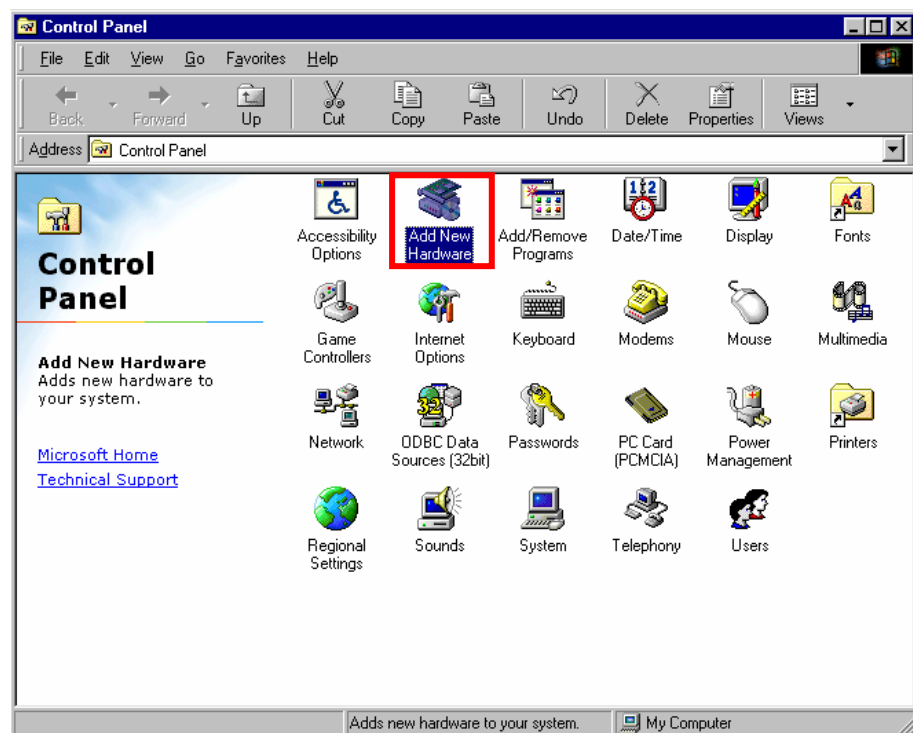 Control Panel
File Edit View Go Favorites Help
Back Forward Up Cut Copy Paste Undo Delete Properties Views
Address Control Panel
Control
Panel
Add New Hardware
Adds new hardware to
your system.
Microsoft Home
Technical Support
Accessibility
Options
Add New
Hardware
Add/Remove
Programs
12
Date/Time
Display
Fonts
Game
Controllers
Internet
Options
Keyboard
Modems
Mouse
Multimedia
Network
32
ODBC Data
Sources (32bit)
Passwords
PC Card
(PCMCIA)
Power
Management
Printers
Regional
Settings
Sounds
System
Telephony
Users
Adds new hardware to your system. My Computer